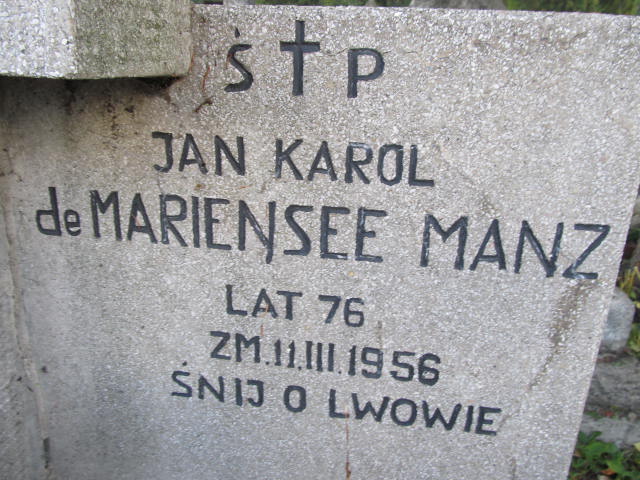 Ś † P
JAN KAROL
de MARIENSEE MANZ
LAT 76
ZM. 11.III.1956
ŚNIJ O LWOWIE